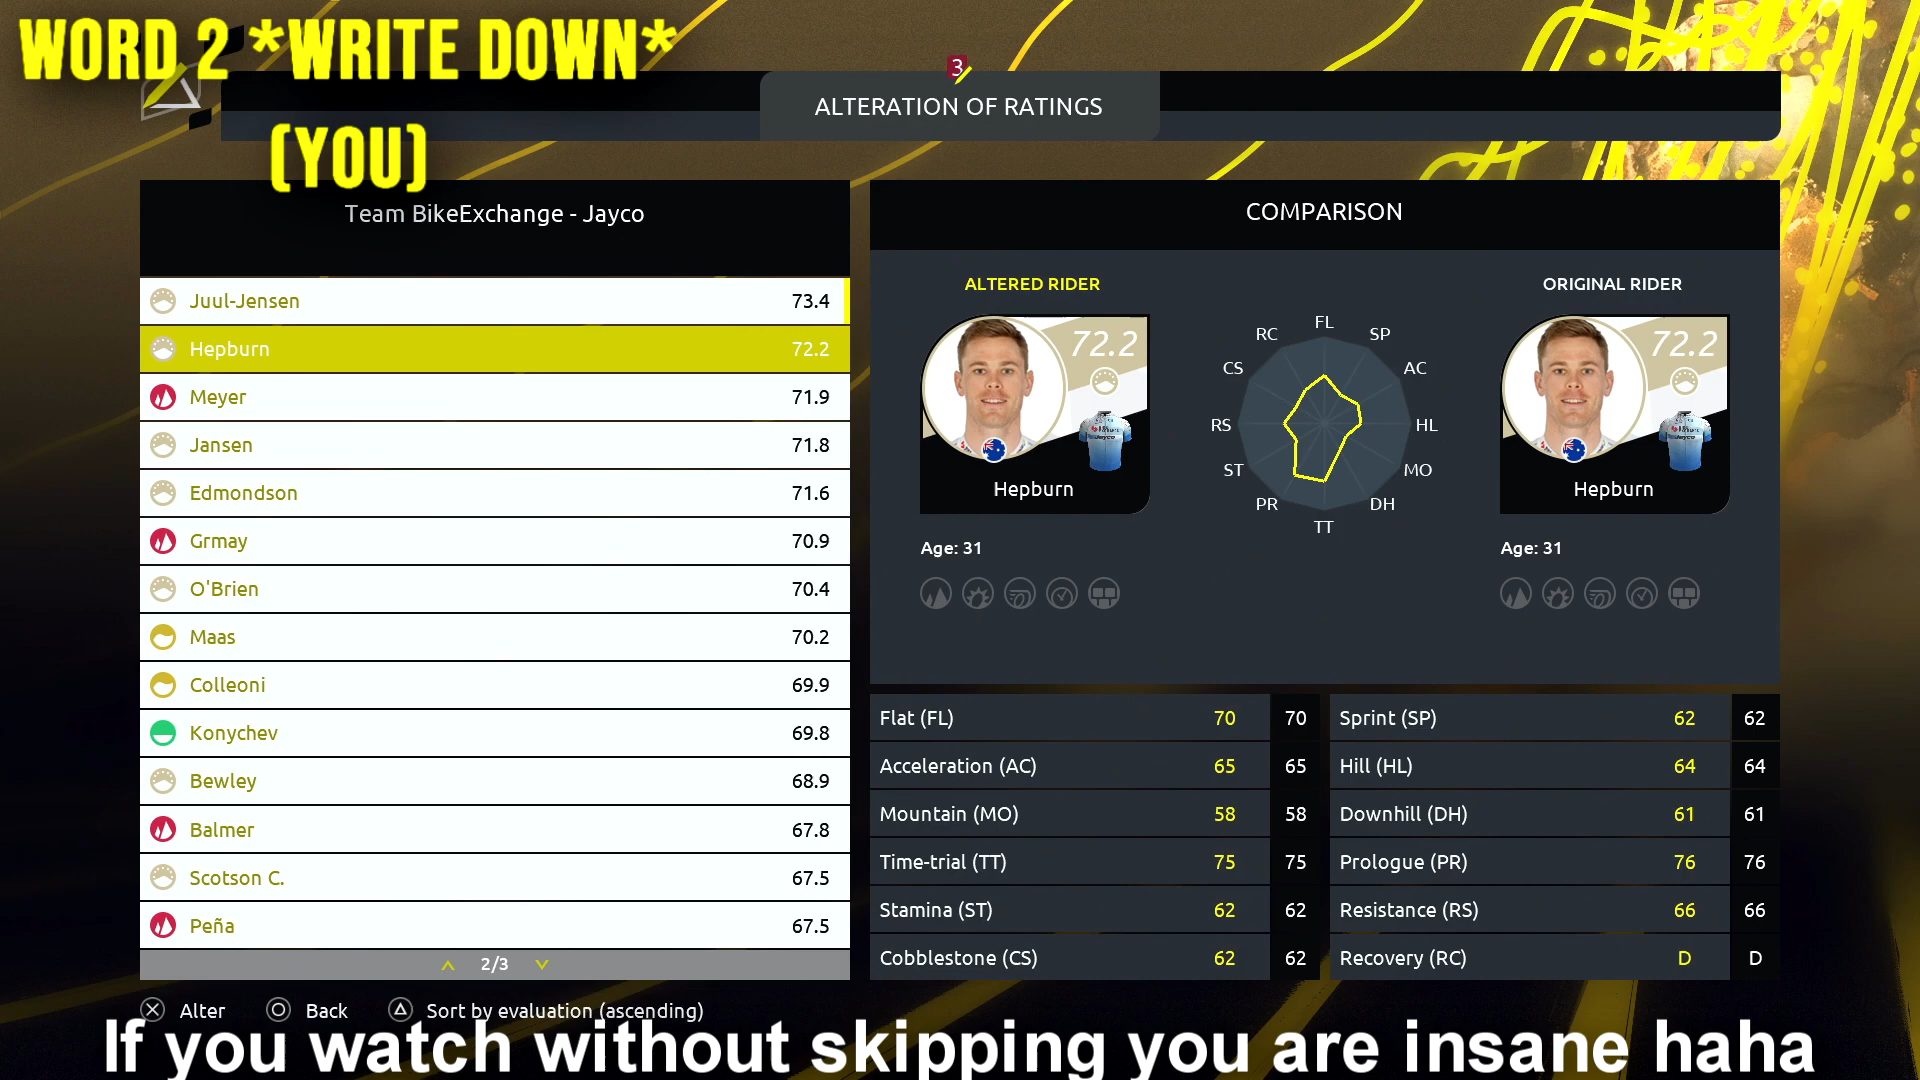 WORD 2 *WRITE DOWN*
(YOU)
3
ALTERATION OF RATINGS
Team BikeExchange - Jayco
Juul-Jensen 73.4
Hepburn 72.2
Meyer 71.9
Jansen 71.8
Edmondson 71.6
Grmay 70.9
O'Brien 70.4
Maas 70.2
Colleoni 69.9
Konychev 69.8
Bewley 68.9
Balmer 67.8
Scotson C. 67.5
Peña 67.5
2/3
COMPARISON
ALTERED RIDER
72.2
Jayco
Hepburn
Age: 31
FL
SP
AC
HL
MO
DH
TT
PR
ST
RS
CS
RC
ORIGINAL RIDER
72.2
Jayco
Hepburn
Age: 31
Flat (FL) 70 70 Sprint (SP) 62 62
Acceleration (AC) 65 65 Hill (HL) 64 64
Mountain (MO) 58 58 Downhill (DH) 61 61
Time-trial (TT) 75 75 Prologue (PR) 76 76
Stamina (ST) 62 62 Resistance (RS) 66 66
Cobblestone (CS) 62 62 Recovery (RC) D D
Alter Back Sort by evaluation (ascending)
If you watch without skipping you are insane haha